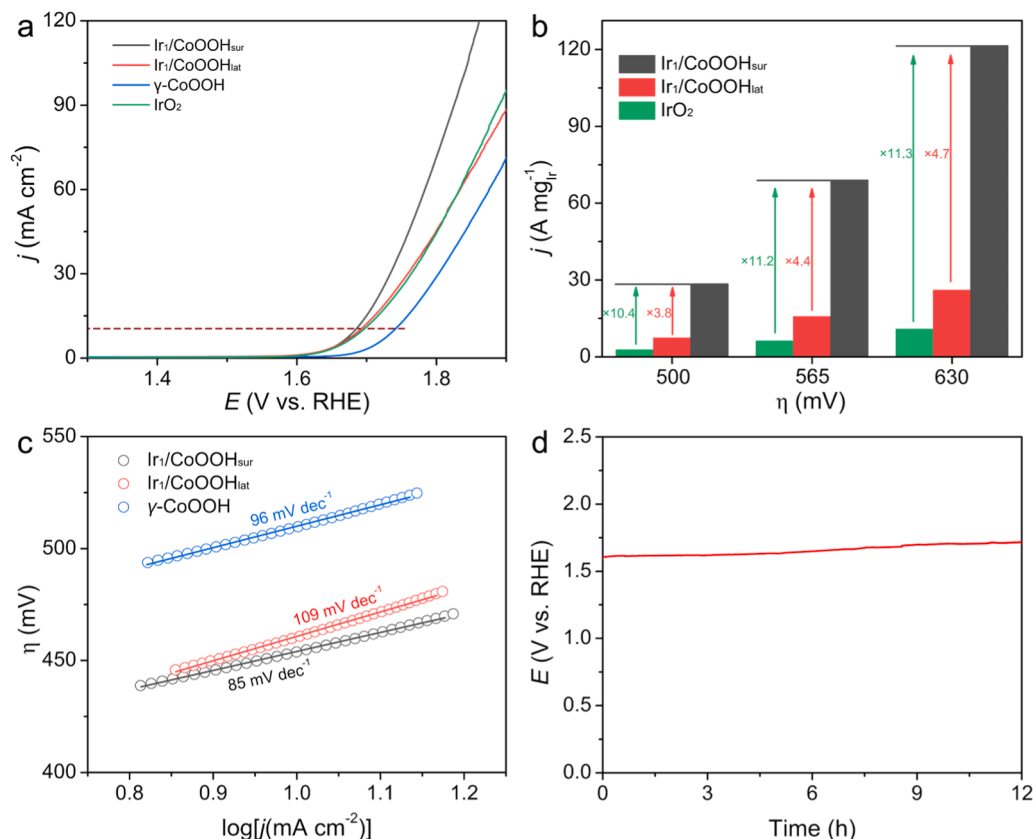 a
Ir₁/CoOOHsur
Ir₁/CoOOHlat
γ-CoOOH
IrO₂
120
90
60
30
0
j (mA cm⁻²)
1.4 1.6 1.8
E (V vs. RHE)
b
Ir₁/CoOOHsur
Ir₁/CoOOHlat
IrO₂
120
90
60
30
0
j (A mg⁻¹Ir)
×10.4 ×3.8
×11.2 ×4.4
×11.3 ×4.7
500 565 630
η (mV)
c
Ir₁/CoOOHsur
Ir₁/CoOOHlat
γ-CoOOH
550
500
450
400
η (mV)
96 mV dec⁻¹
109 mV dec⁻¹
85 mV dec⁻¹
0.8 0.9 1.0 1.1 1.2
log[j(mA cm⁻²)]
d
2.5
2.0
1.5
1.0
0.5
0.0
E (V vs. RHE)
0 3 6 9 12
Time (h)